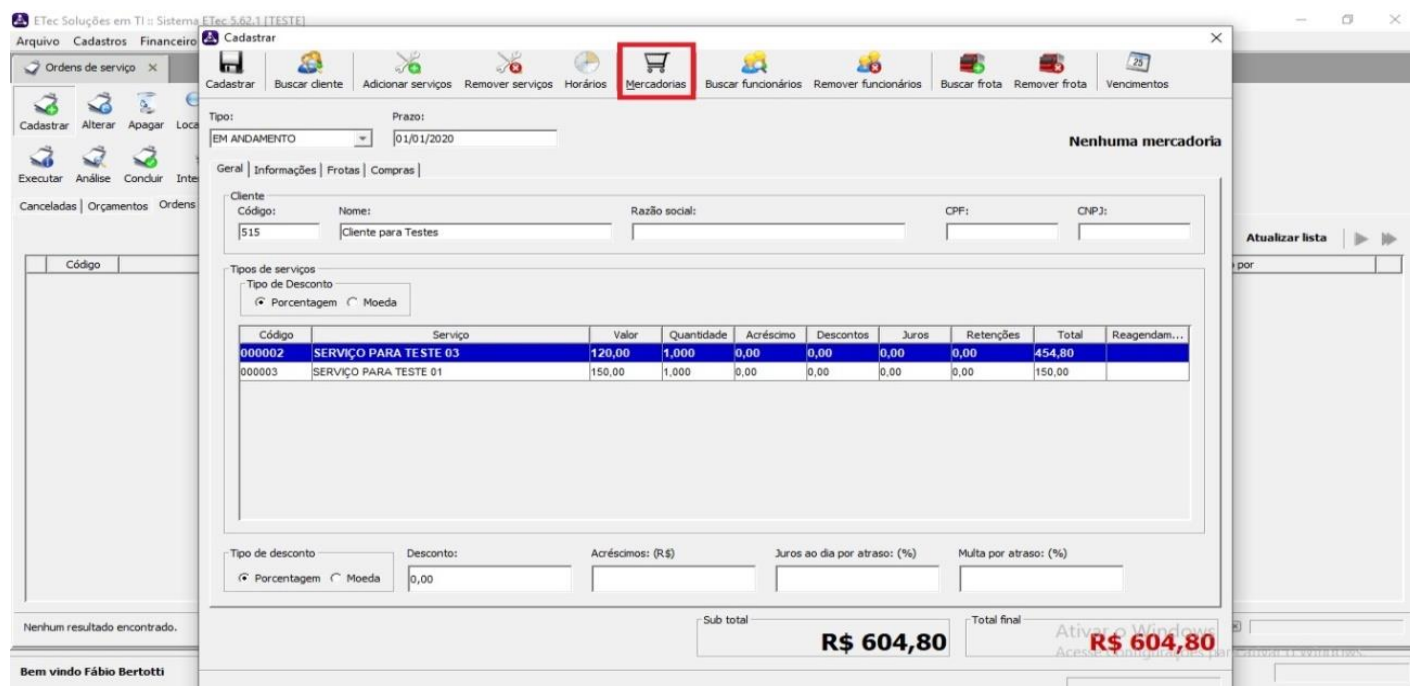 ETec Soluções em TI :: Sistema ETec 5.62.1 [TESTE]
Arquivo Cadastros Financeiro
Cadastrar
Ordens de serviço
Cadastrar Buscar cliente Adicionar serviços Remover serviços Horários Mercadorias Buscar funcionários Remover funcionários Buscar frota Remover frota Vencimentos
Cadastrar Alterar Apagar Loca
Executar Análise Concluir Inte
Canceladas Orçamentos Ordens
Tipo: Prazo:
EM ANDAMENTO 01/01/2020
Nenhuma mercadoria
Geral Informações Frotas Compras
Cliente
Código: Nome: Razão social: CPF: CNPJ:
515 Cliente para Testes
Atualizar lista
Código por
Tipos de serviços
Tipo de Desconto
Porcentagem Moeda
Código Serviço Valor Quantidade Acréscimo Descontos Juros Retenções Total Reagendam...
000002 SERVIÇO PARA TESTE 03 120,00 1,000 0,00 0,00 0,00 0,00 454,80
000003 SERVIÇO PARA TESTE 01 150,00 1,000 0,00 0,00 0,00 0,00 150,00
Tipo de desconto Desconto: Acréscimos: (R$) Juros ao dia por atraso: (%) Multa por atraso: (%)
Porcentagem Moeda 0,00
Nenhum resultado encontrado.
Sub total Total final
R$ 604,80 R$ 604,80
Ativar o Windows
Bem vindo Fábio Bertotti